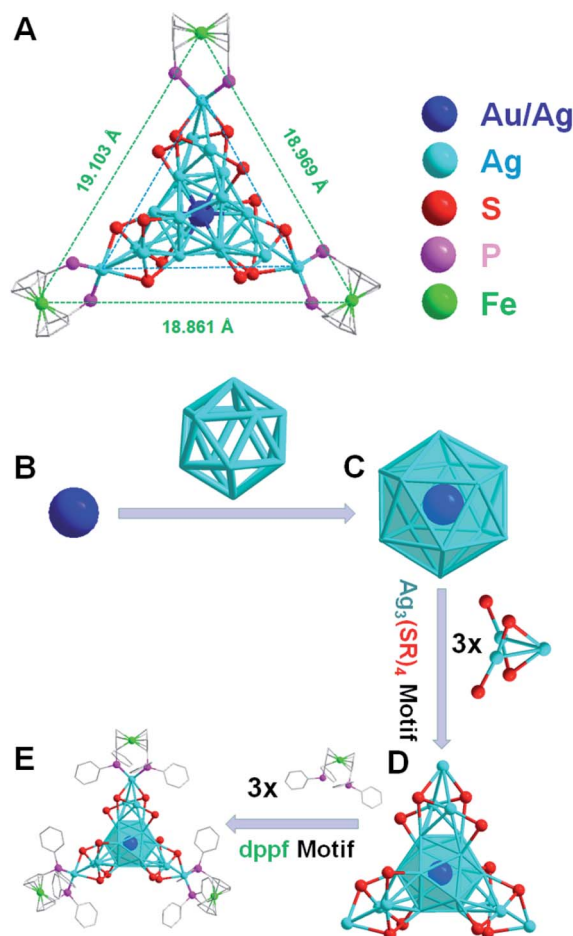 A
19.103 Å
18.969 Å
18.861 Å
Au/Ag
Ag
S
P
Fe
B
C
Ag₃(SR)₄ Motif
3x
E
3x
dppf Motif
D